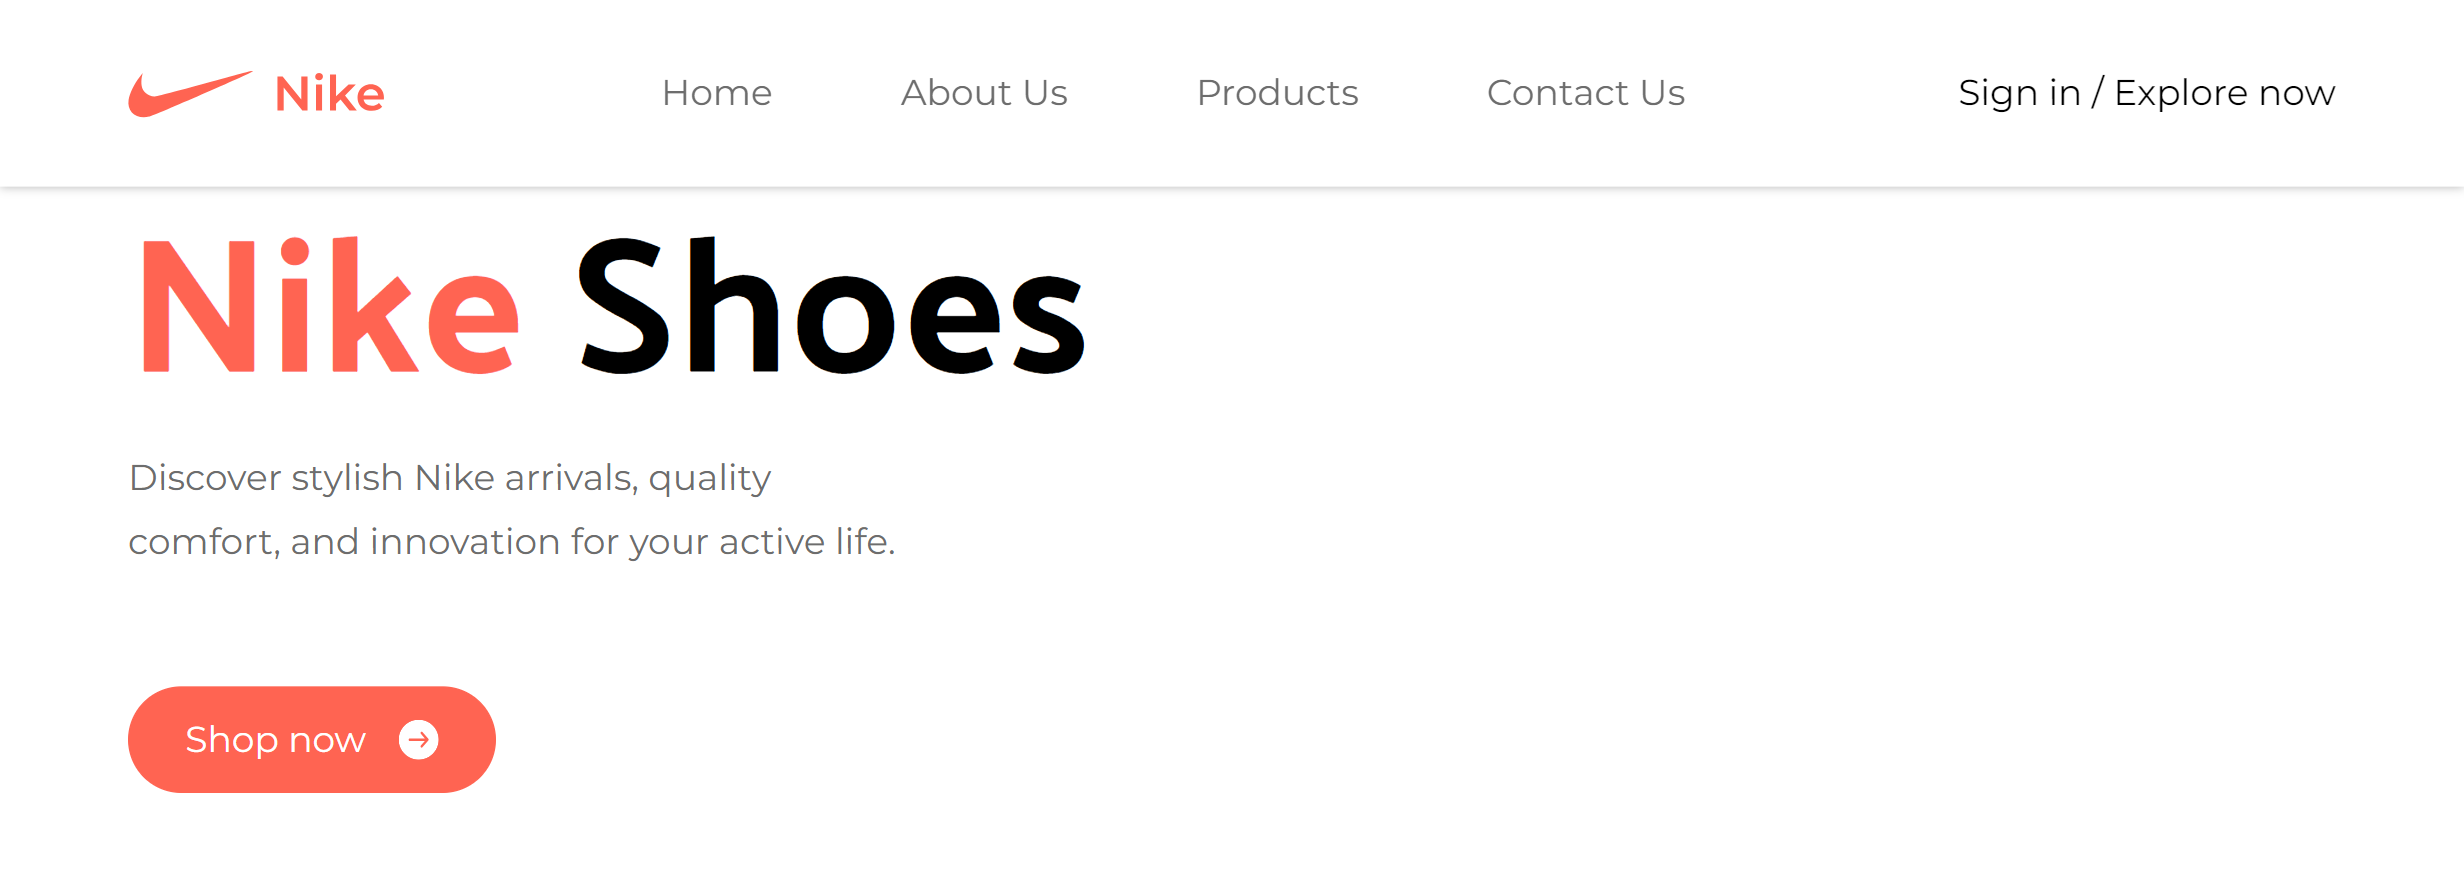 Nike
Home
About Us
Products
Contact Us
Sign in / Explore now
Nike Shoes
Discover stylish Nike arrivals, quality
comfort, and innovation for your active life.
Shop now